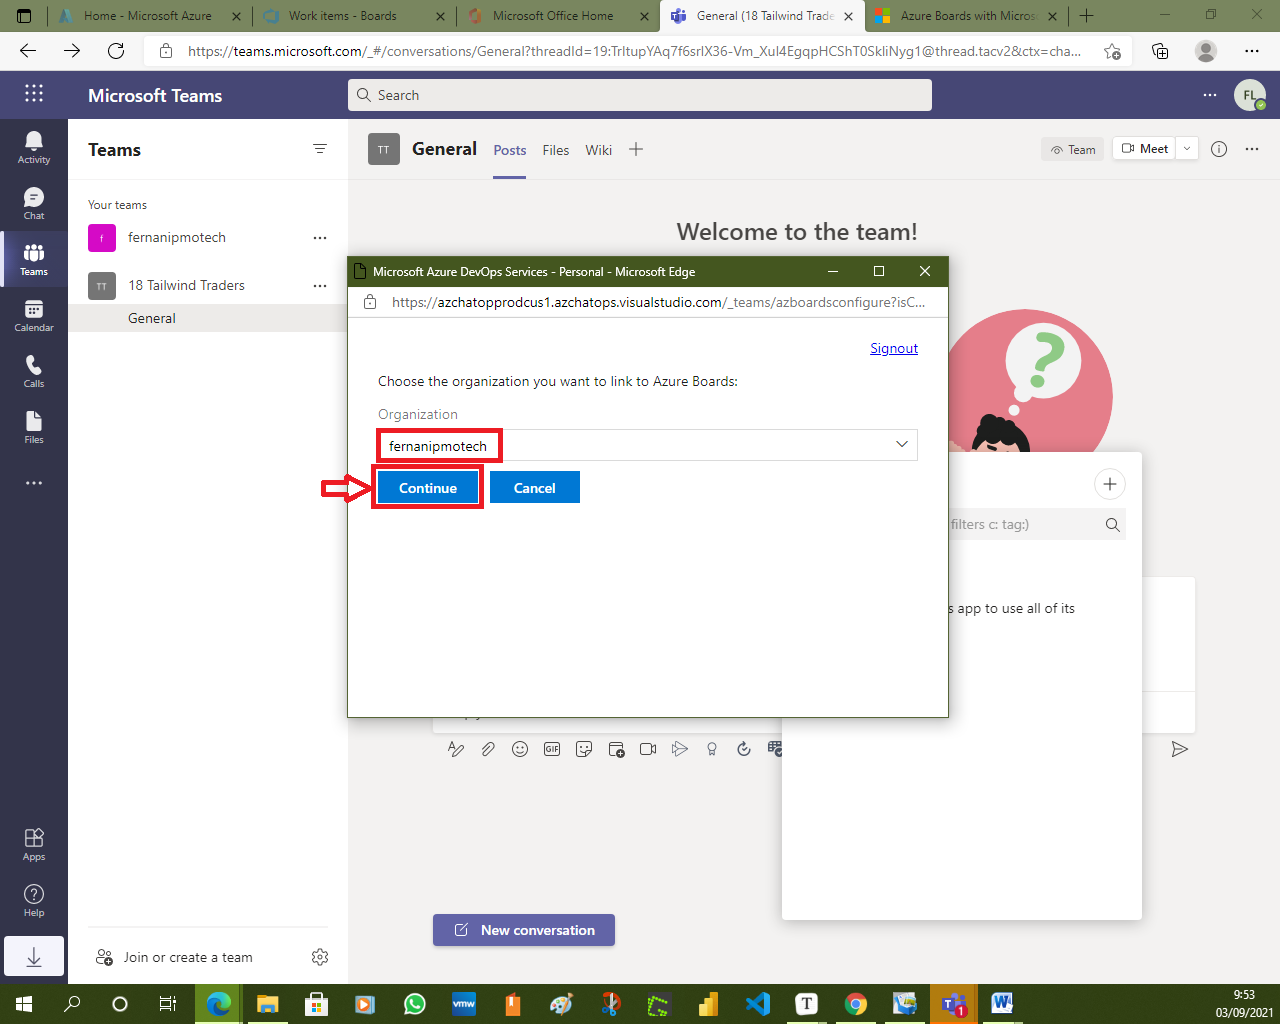 Home - Microsoft Azure
Work items - Boards
Microsoft Office Home
General (18 Tailwind Trade
Azure Boards with Micros
https://teams.microsoft.com/_#/conversations/General?threadId=19:TrItupYAq7f6srIX36-Vm_Xul4EgqpHCShT0SkIiNyg1@thread.tacv2&ctx=cha...
Microsoft Teams
Search
FL
Activity
Chat
Teams
Calendar
Calls
Files
Apps
Help
Teams
Your teams
f
fernanipmotech
TT
18 Tailwind Traders
General
Join or create a team
TT
General
Posts
Files
Wiki
Team
Meet
Welcome to the team!
Microsoft Azure DevOps Services - Personal - Microsoft Edge
https://azchatopprodcus1.azchatops.visualstudio.com/_teams/azboardsconfigure?isC...
Signout
Choose the organization you want to link to Azure Boards:
Organization
fernanipmotech
Continue
Cancel
filters c: tag:)
s app to use all of its
GIF
New conversation
vmw
T
1
W
9:53
03/09/2021